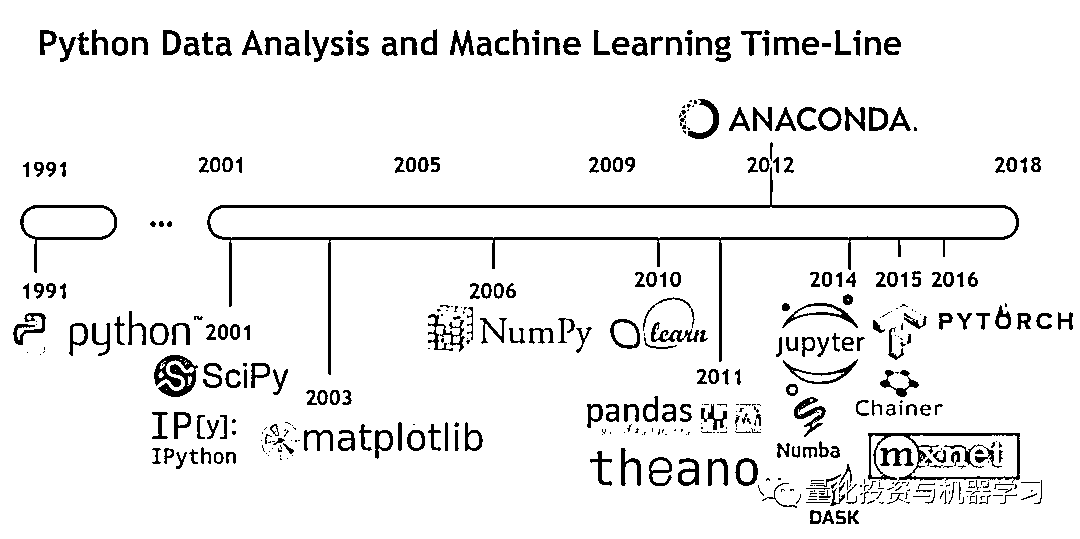 Python Data Analysis and Machine Learning Time-Line
ANACONDA.
1991 2001 2005 2009 2012 2018
...
1991 2006 2010 2014 2015 2016
python™ 2001 NumPy learn jupyter PYTORCH
SciPy
2003 2011
IP[y]: matplotlib pandas Chainer
IPython theano Numba mxnet
量化投资与机器学习
DASK